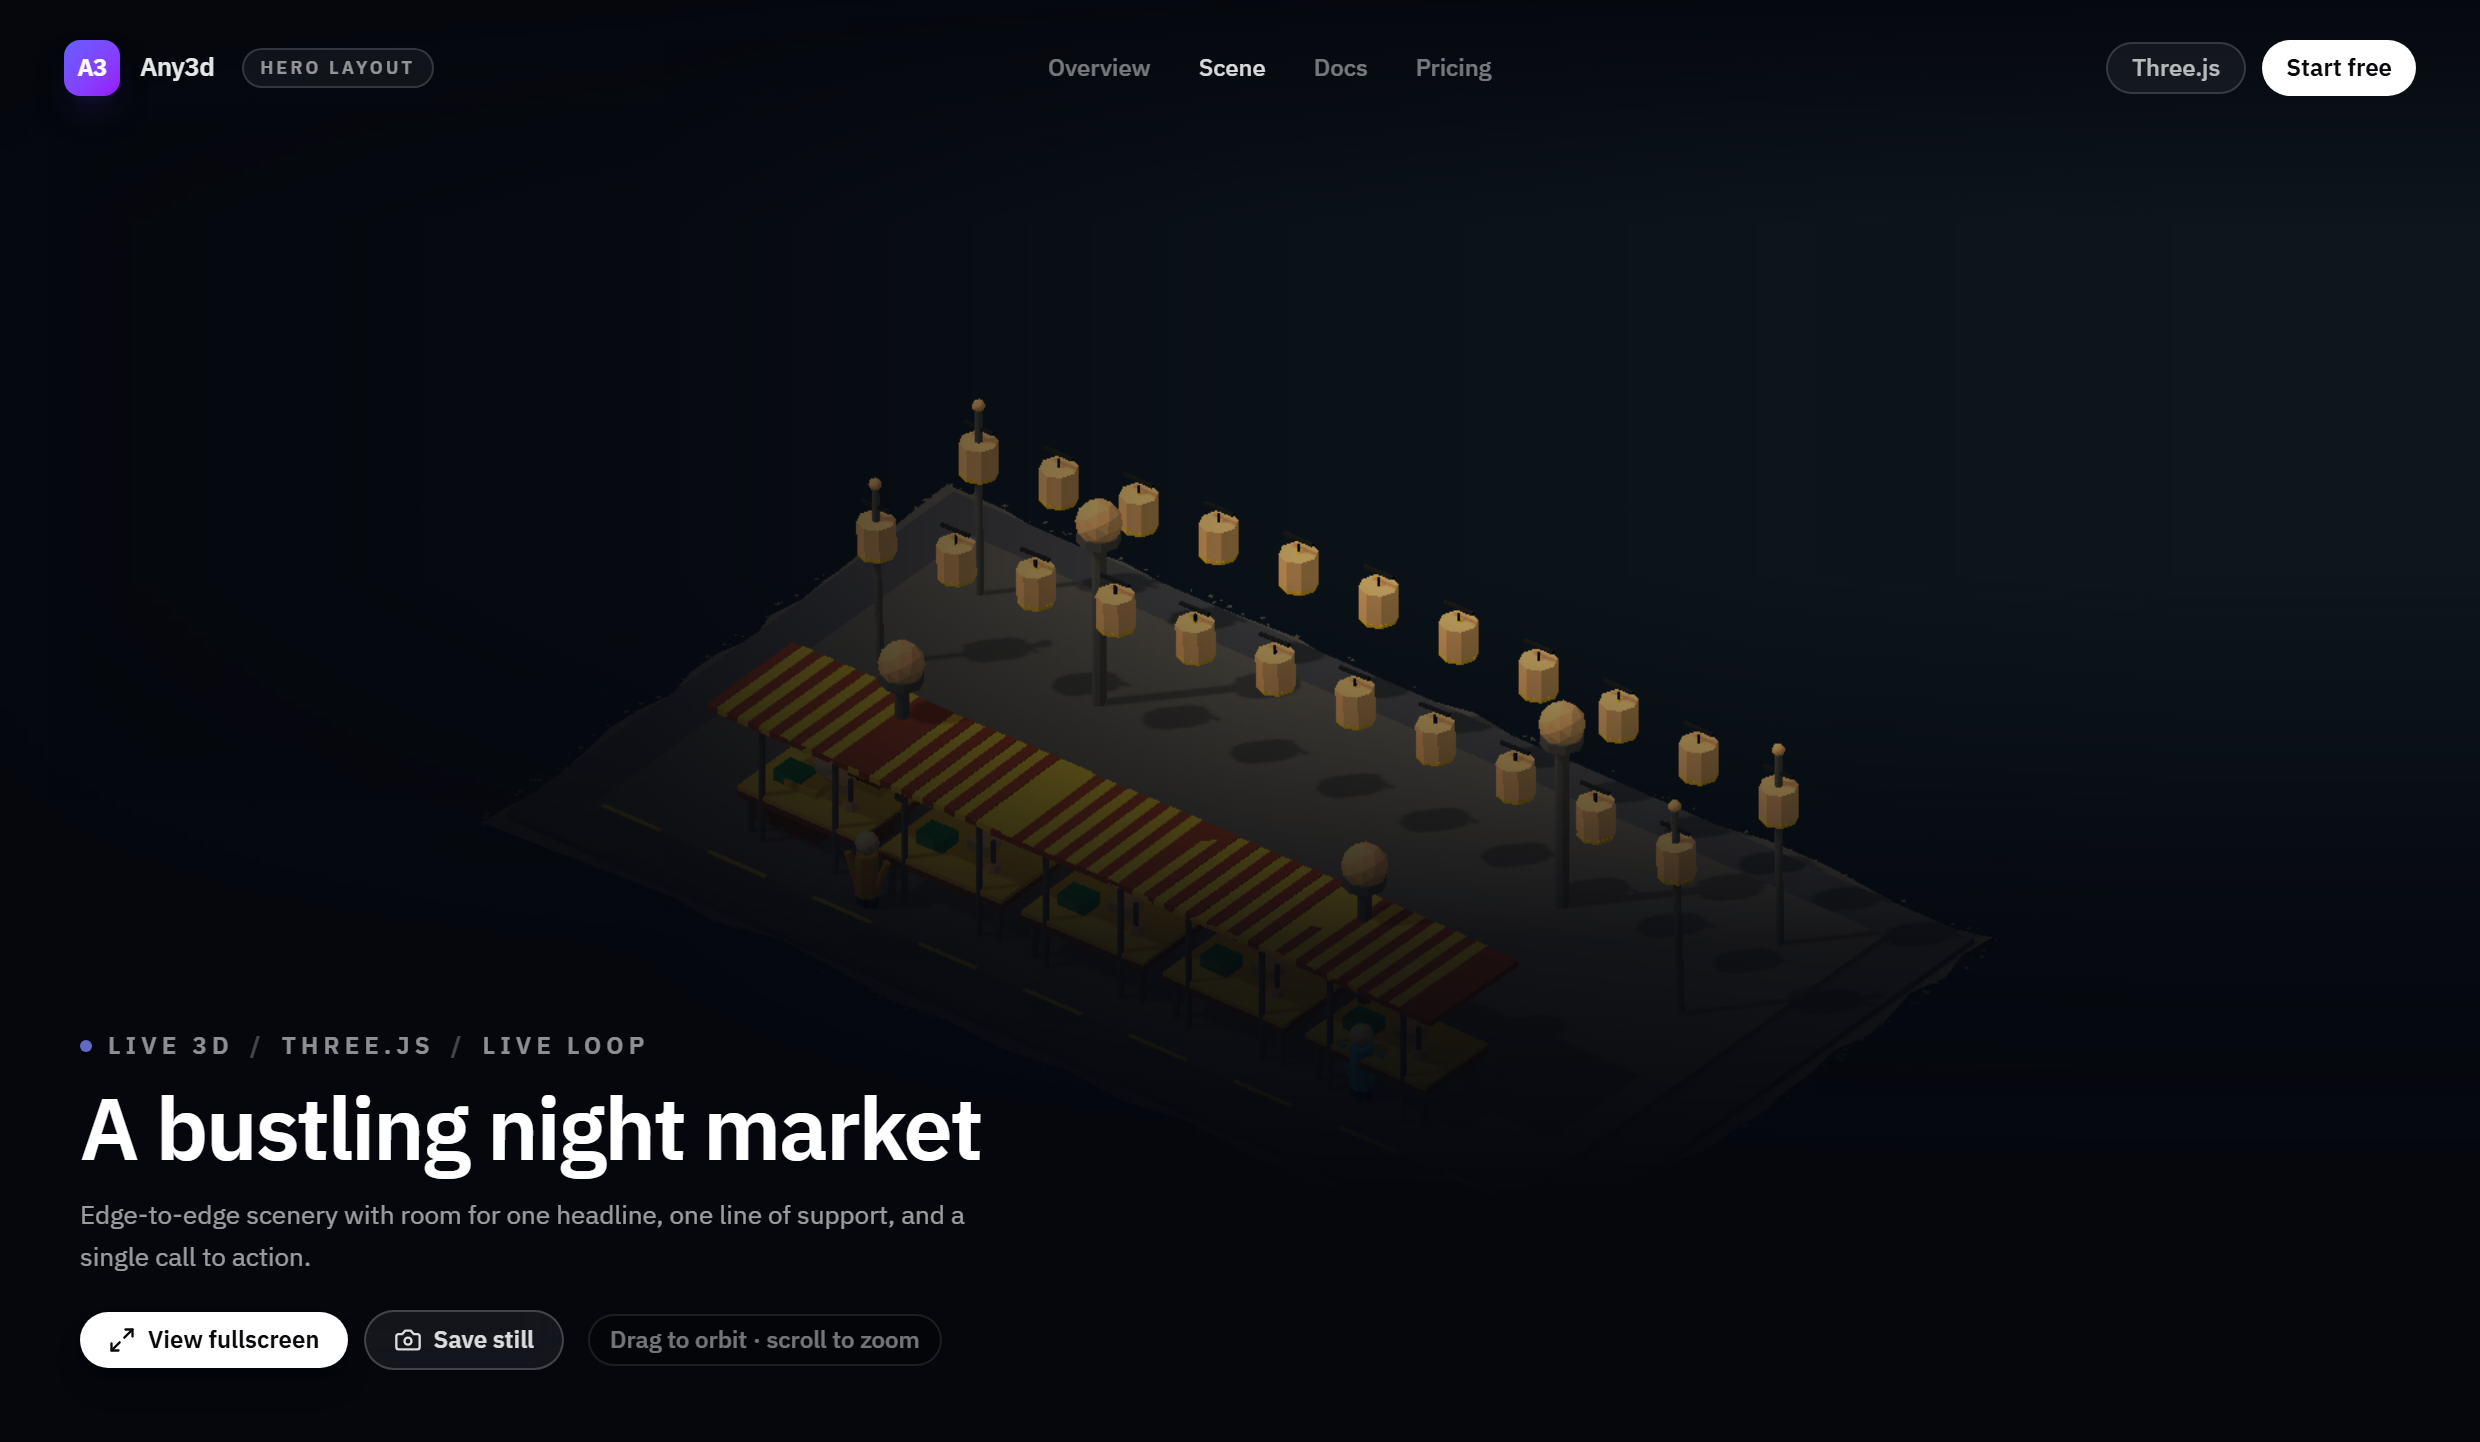 A3 Any3d HERO LAYOUT
Overview Scene Docs Pricing
Three.js Start free
LIVE 3D / THREE.JS / LIVE LOOP
A bustling night market
Edge-to-edge scenery with room for one headline, one line of support, and a
single call to action.
View fullscreen Save still Drag to orbit · scroll to zoom